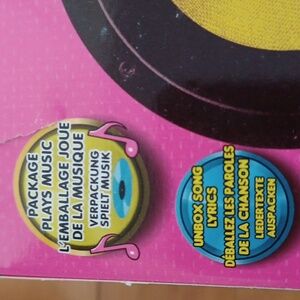 PACKAGE
PLAYS MUSIC
L'EMBALLAGE JOUE
DE LA MUSIQUE
VERPACKUNG
SPIELT MUSIK
UNBOX SONG
LYRICS
DÉBALLEZ LES PAROLES
DE LA CHANSON
LIEDERTEXTE
AUSPACKEN